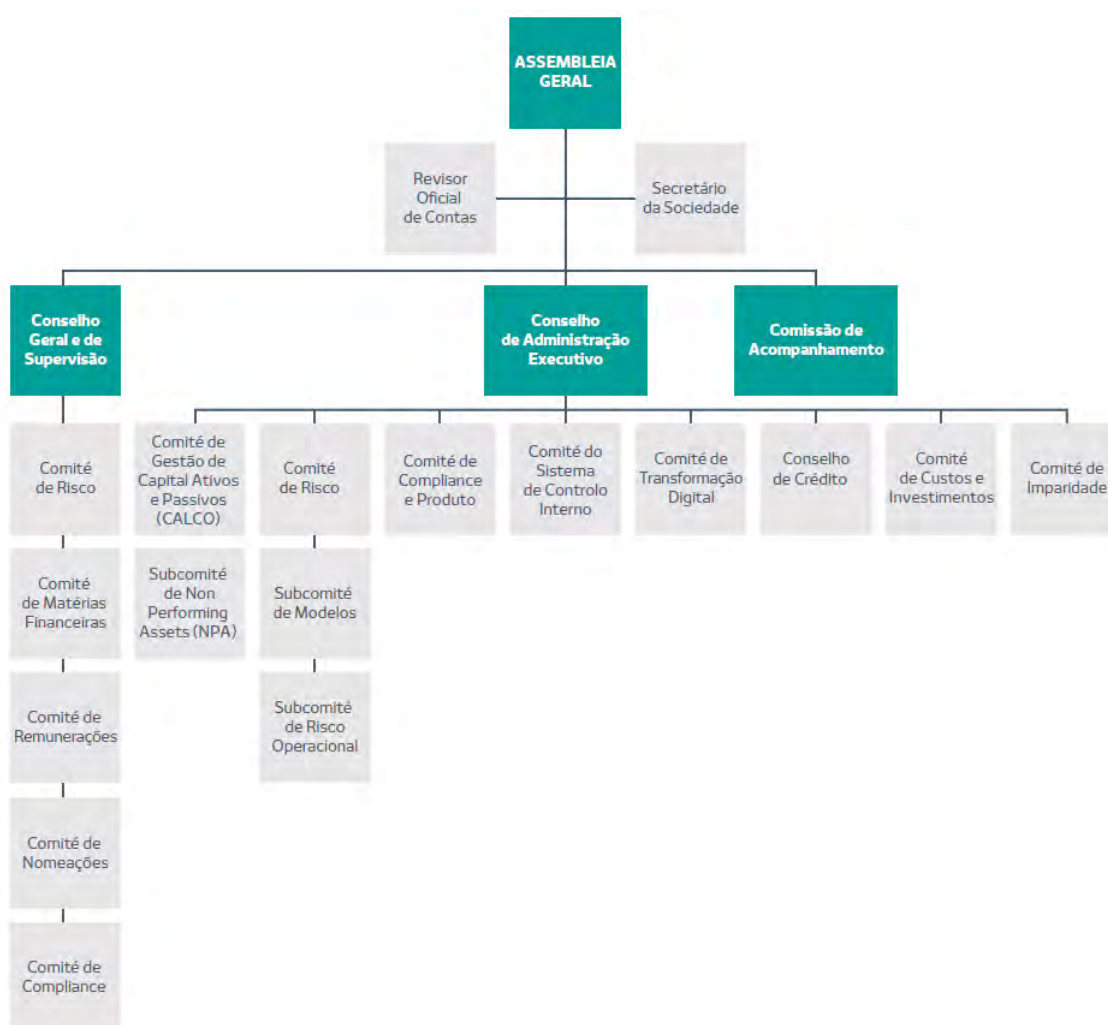 ASSEMBLEIA
GERAL
Revisor
Oficial
de Contas
Secretário
da Sociedade
Conselho
Geral e de
Supervisão
Conselho
de Administração
Executivo
Comissão de
Acompanhamento
Comité
de Risco
Comité de
Gestão de
Capital Ativos
e Passivos
(CALCO)
Comité
de Risco
Comité de
Compliance
e Produto
Comité do
Sistema
de Controlo
Interno
Comité de
Transformação
Digital
Conselho
de Crédito
Comité
de Custos e
Investimentos
Comité de
Imparidade
Comité
de Matérias
Financeiras
Subcomité
de Non
Performing
Assets (NPA)
Subcomité
de Modelos
Comité de
Remunerações
Subcomité
de Risco
Operacional
Comité de
Nomeações
Comité de
Compliance